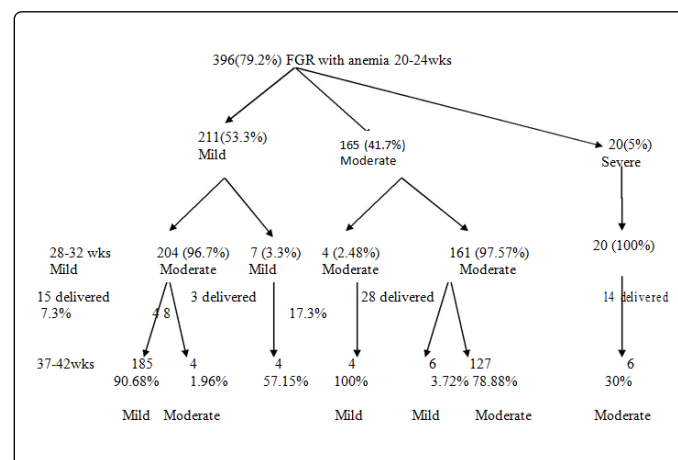 396(79.2%) FGR with anemia 20-24wks
211(53.3%)
Mild
165 (41.7%)
Moderate
20(5%)
Severe
28-32 wks 204 (96.7%) 7 (3.3%) 4 (2.48%) 161 (97.57%) 20 (100%)
Mild Moderate Mild Moderate Moderate
15 delivered 3 delivered 28 delivered 14 delivered
7.3% 4 8 17.3%
37-42wks 185 4 4 4 6 127 6
90.68% 1.96% 57.15% 100% 3.72% 78.88% 30%
Mild Moderate Mild Mild Moderate Moderate